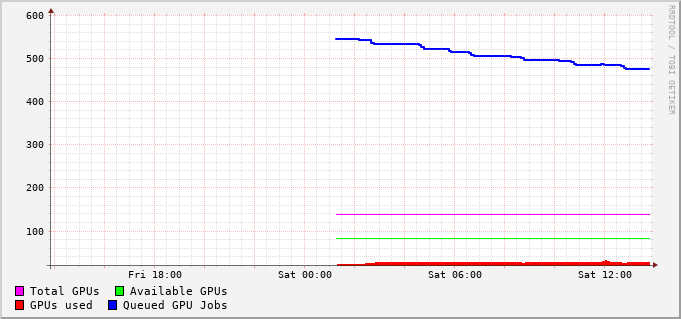 600
500
400
300
200
100
Fri 18:00 Sat 00:00 Sat 06:00 Sat 12:00
Total GPUs Available GPUs
GPUs used Queued GPU Jobs
RRDTOOL / TOBI OETIKER